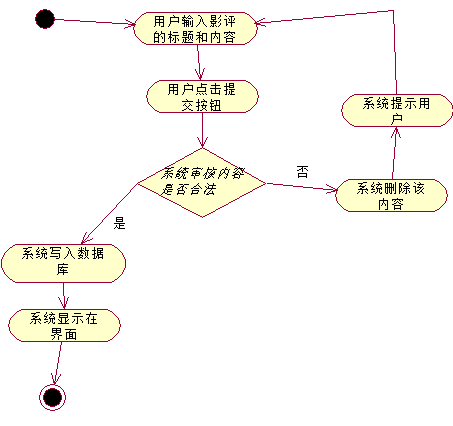 用户输入影评
的标题和内容
用户点击提
交按钮
系统提示用
户
系统审核内容
是否合法
否
系统删除该
内容
是
系统写入数据
库
系统显示在
界面